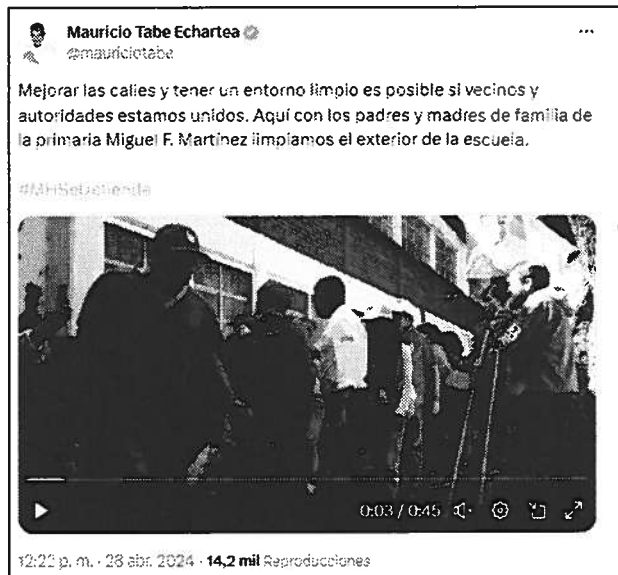 Mauricio Tabe Echartea
@mauriciotabe
Mejorar las calles y tener un entorno limpio es posible si vecinos y
autoridades estamos unidos. Aquí con los padres y madres de familia de
la primaria Miguel F. Martínez limpiamos el exterior de la escuela.
#MHSeDefiende
0:03 / 0:45
12:22 p. m. · 28 abr. 2024 · 14,2 mil Reproducciones